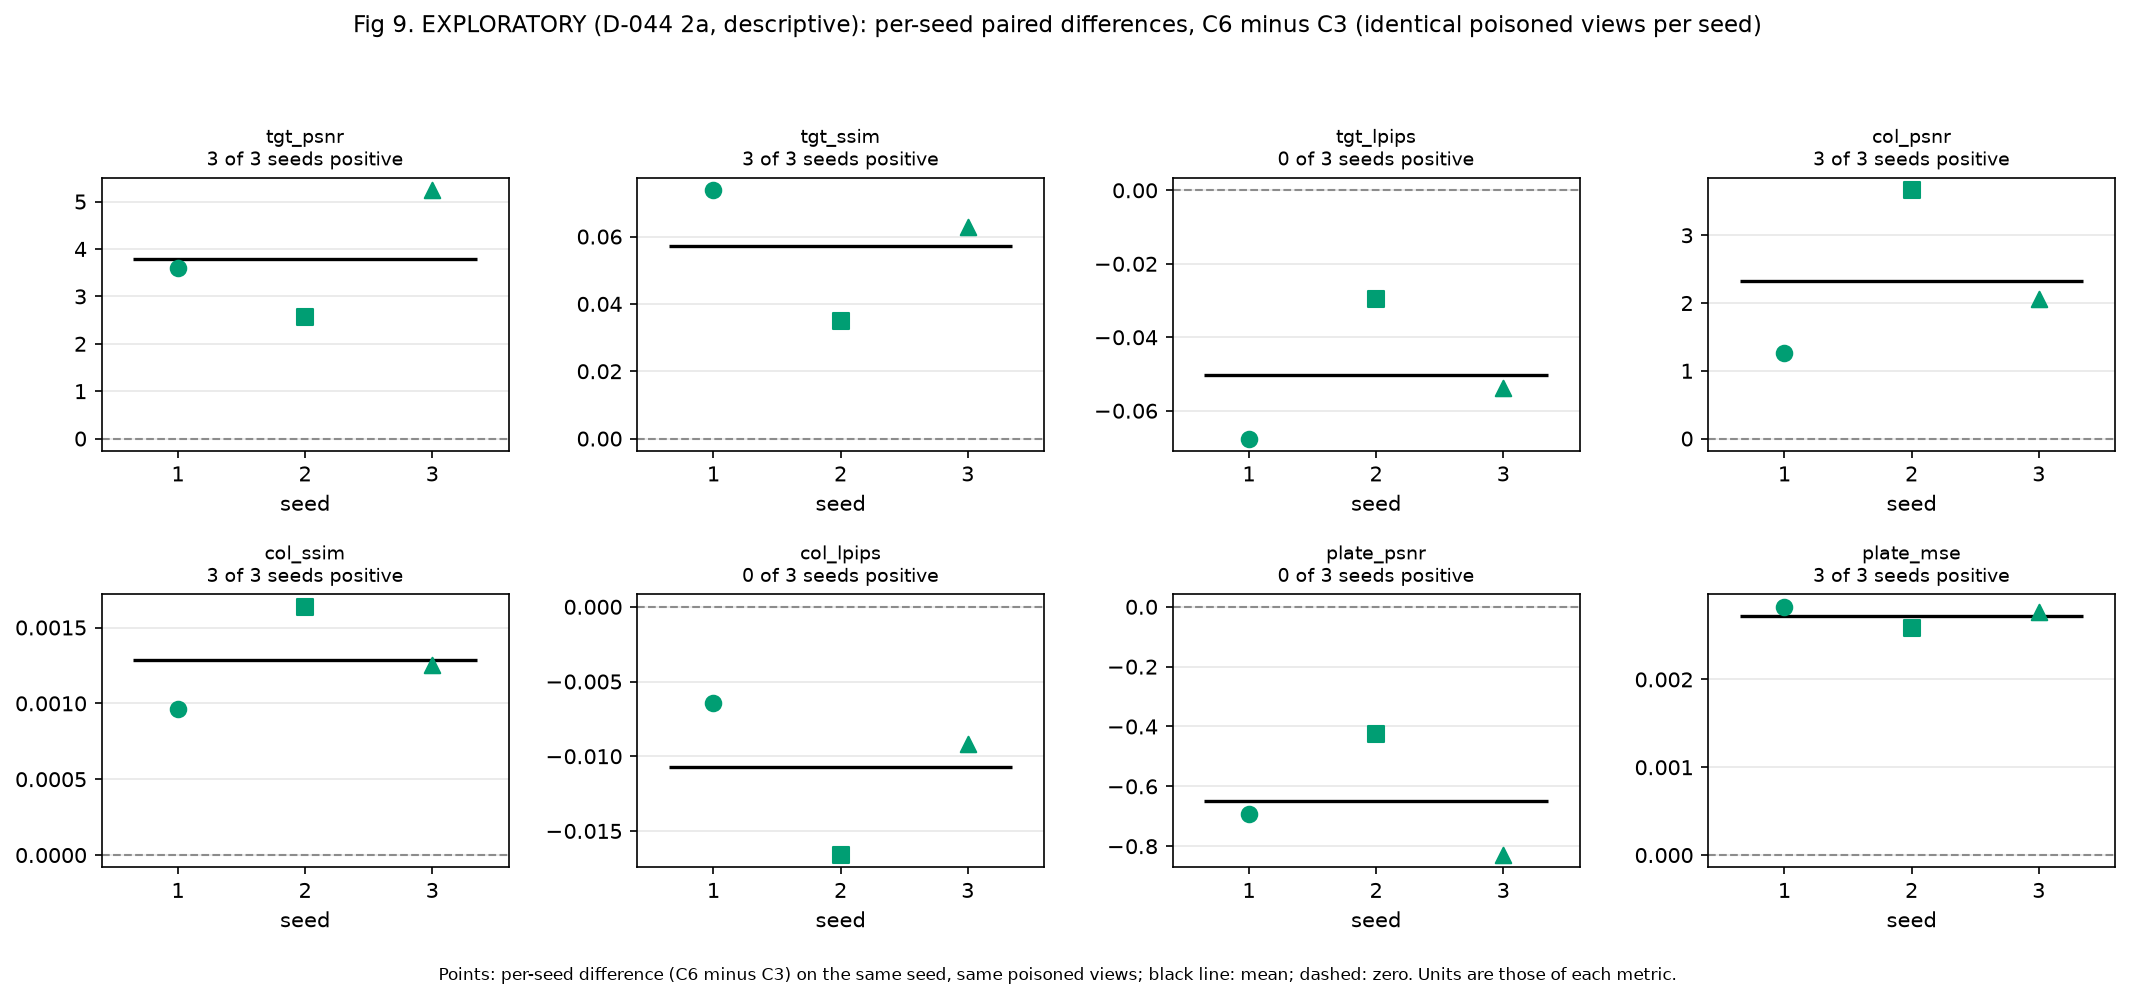 Fig 9. EXPLORATORY (D-044 2a, descriptive): per-seed paired differences, C6 minus C3 (identical poisoned views per seed)
tgt_psnr
3 of 3 seeds positive
5
4
3
2
1
0
1 2 3
seed
tgt_ssim
3 of 3 seeds positive
0.06
0.04
0.02
0.00
1 2 3
seed
tgt_lpips
0 of 3 seeds positive
0.00
−0.02
−0.04
−0.06
1 2 3
seed
col_psnr
3 of 3 seeds positive
3
2
1
0
1 2 3
seed
col_ssim
3 of 3 seeds positive
0.0015
0.0010
0.0005
0.0000
1 2 3
seed
col_lpips
0 of 3 seeds positive
0.000
−0.005
−0.010
−0.015
1 2 3
seed
plate_psnr
0 of 3 seeds positive
0.0
−0.2
−0.4
−0.6
−0.8
1 2 3
seed
plate_mse
3 of 3 seeds positive
0.002
0.001
0.000
1 2 3
seed
Points: per-seed difference (C6 minus C3) on the same seed, same poisoned views; black line: mean; dashed: zero. Units are those of each metric.